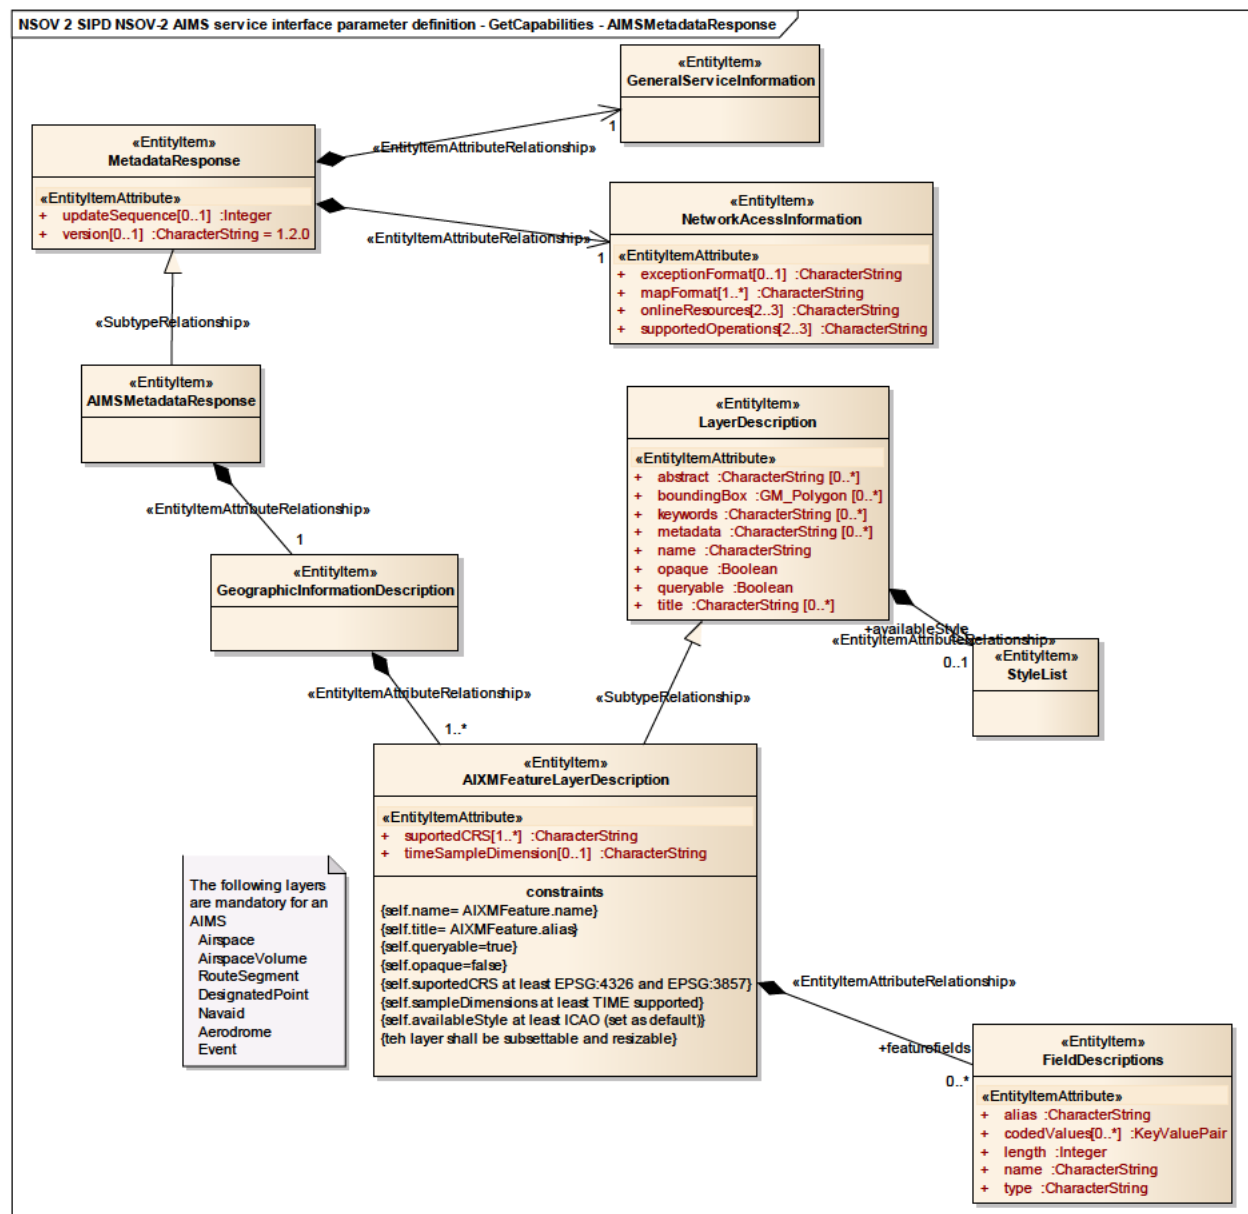 NSOV 2 SIPD NSOV-2 AIMS service interface parameter definition - GetCapabilities - AIMSMetadataResponse
«EntityItem»
GeneralServiceInformation
1
«EntityItemAttributeRelationship»
«EntityItem»
MetadataResponse
«EntityItemAttribute»
+ updateSequence[0..1] :Integer
+ version[0..1] :CharacterString = 1.2.0
«EntityItemAttributeRelationship»
1
«EntityItem»
NetworkAcessInformation
«EntityItemAttribute»
+ exceptionFormat[0..1] :CharacterString
+ mapFormat[1..*] :CharacterString
+ onlineResources[2..3] :CharacterString
+ supportedOperations[2..3] :CharacterString
«SubtypeRelationship»
«EntityItem»
AIMSMetadataResponse
«EntityItemAttributeRelationship»
1
«EntityItem»
LayerDescription
«EntityItemAttribute»
+ abstract :CharacterString [0..*]
+ boundingBox :GM_Polygon [0..*]
+ keywords :CharacterString [0..*]
+ metadata :CharacterString [0..*]
+ name :CharacterString
+ opaque :Boolean
+ queryable :Boolean
+ title :CharacterString [0..*]
«EntityItem»
GeographicInformationDescription
+availableStyle
«EntityItemAttributeRelationship»
0..1
«EntityItem»
StyleList
«EntityItemAttributeRelationship»
1..*
«SubtypeRelationship»
«EntityItem»
AIXMFeatureLayerDescription
«EntityItemAttribute»
+ suportedCRS[1..*] :CharacterString
+ timeSampleDimension[0..1] :CharacterString
constraints
{self.name= AIXMFeature.name}
{self.title= AIXMFeature.alias}
{self.queryable=true}
{self.opaque=false}
{self.suportedCRS at least EPSG:4326 and EPSG:3857}
{self.sampleDimensions at least TIME supported}
{self.availableStyle at least ICAO (set as default)}
{teh layer shall be subsettable and resizable}
The following layers
are mandatory for an
AIMS
Airspace
AirspaceVolume
RouteSegment
DesignatedPoint
Navaid
Aerodrome
Event
«EntityItemAttributeRelationship»
+featurefields
0..*
«EntityItem»
FieldDescriptions
«EntityItemAttribute»
+ alias :CharacterString
+ codedValues[0..*] :KeyValuePair
+ length :Integer
+ name :CharacterString
+ type :CharacterString